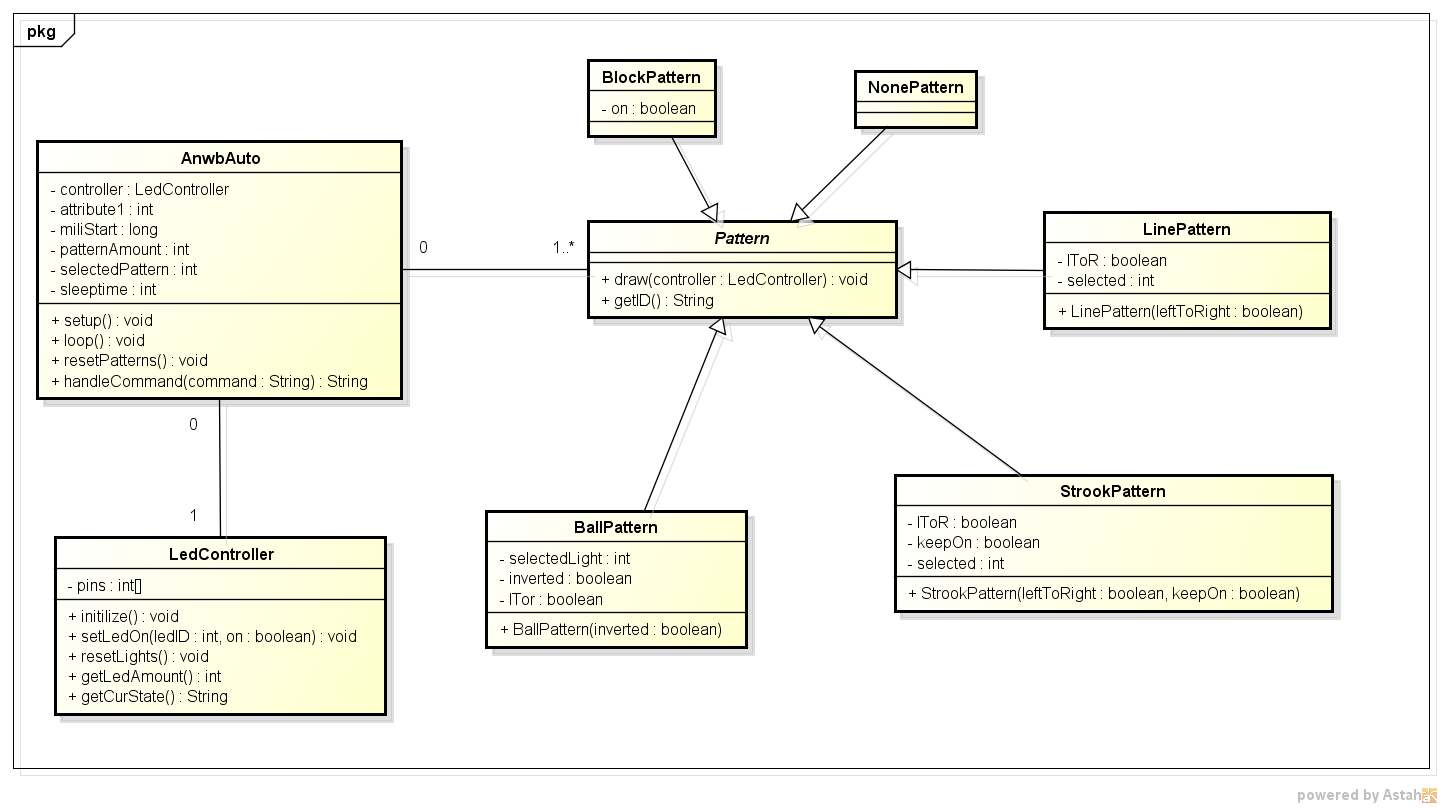 pkg
BlockPattern
- on : boolean
NonePattern
AnwbAuto
- controller : LedController
- attribute1 : int
- miliStart : long
- patternAmount : int
- selectedPattern : int
- sleeptime : int
+ setup() : void
+ loop() : void
+ resetPatterns() : void
+ handleCommand(command : String) : String
0
1..*
Pattern
+ draw(controller : LedController) : void
+ getID() : String
LinePattern
- lToR : boolean
- selected : int
+ LinePattern(leftToRight : boolean)
0
1
LedController
- pins : int[]
+ initilize() : void
+ setLedOn(ledID : int, on : boolean) : void
+ resetLights() : void
+ getLedAmount() : int
+ getCurState() : String
BallPattern
- selectedLight : int
- inverted : boolean
- lTor : boolean
+ BallPattern(inverted : boolean)
StrookPattern
- lToR : boolean
- keepOn : boolean
- selected : int
+ StrookPattern(leftToRight : boolean, keepOn : boolean)
powered by Astah